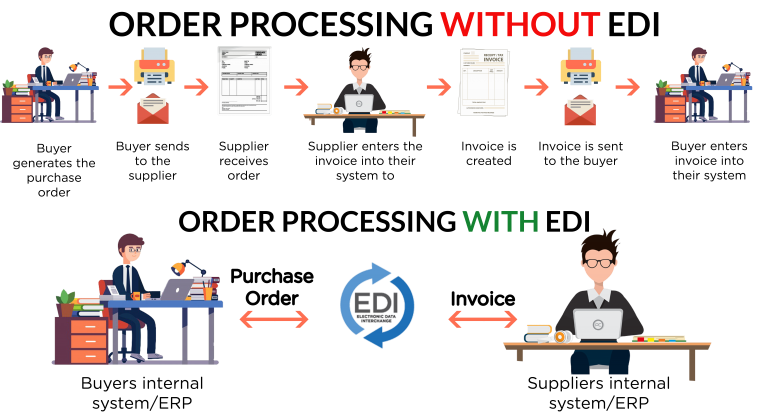 ORDER PROCESSING WITHOUT EDI
Buyer
generates the
purchase
order
Buyer sends
to the
supplier
Supplier
receives
order
Supplier enters the
invoice into their
system to
INVOICE
Invoice is
created
Invoice is sent
to the buyer
Buyer enters
invoice into
their system
ORDER PROCESSING WITH EDI
Purchase
Order
EDI
ELECTRONIC DATA
INTERCHANGE
Invoice
Buyers internal
system/ERP
Suppliers internal
system/ERP